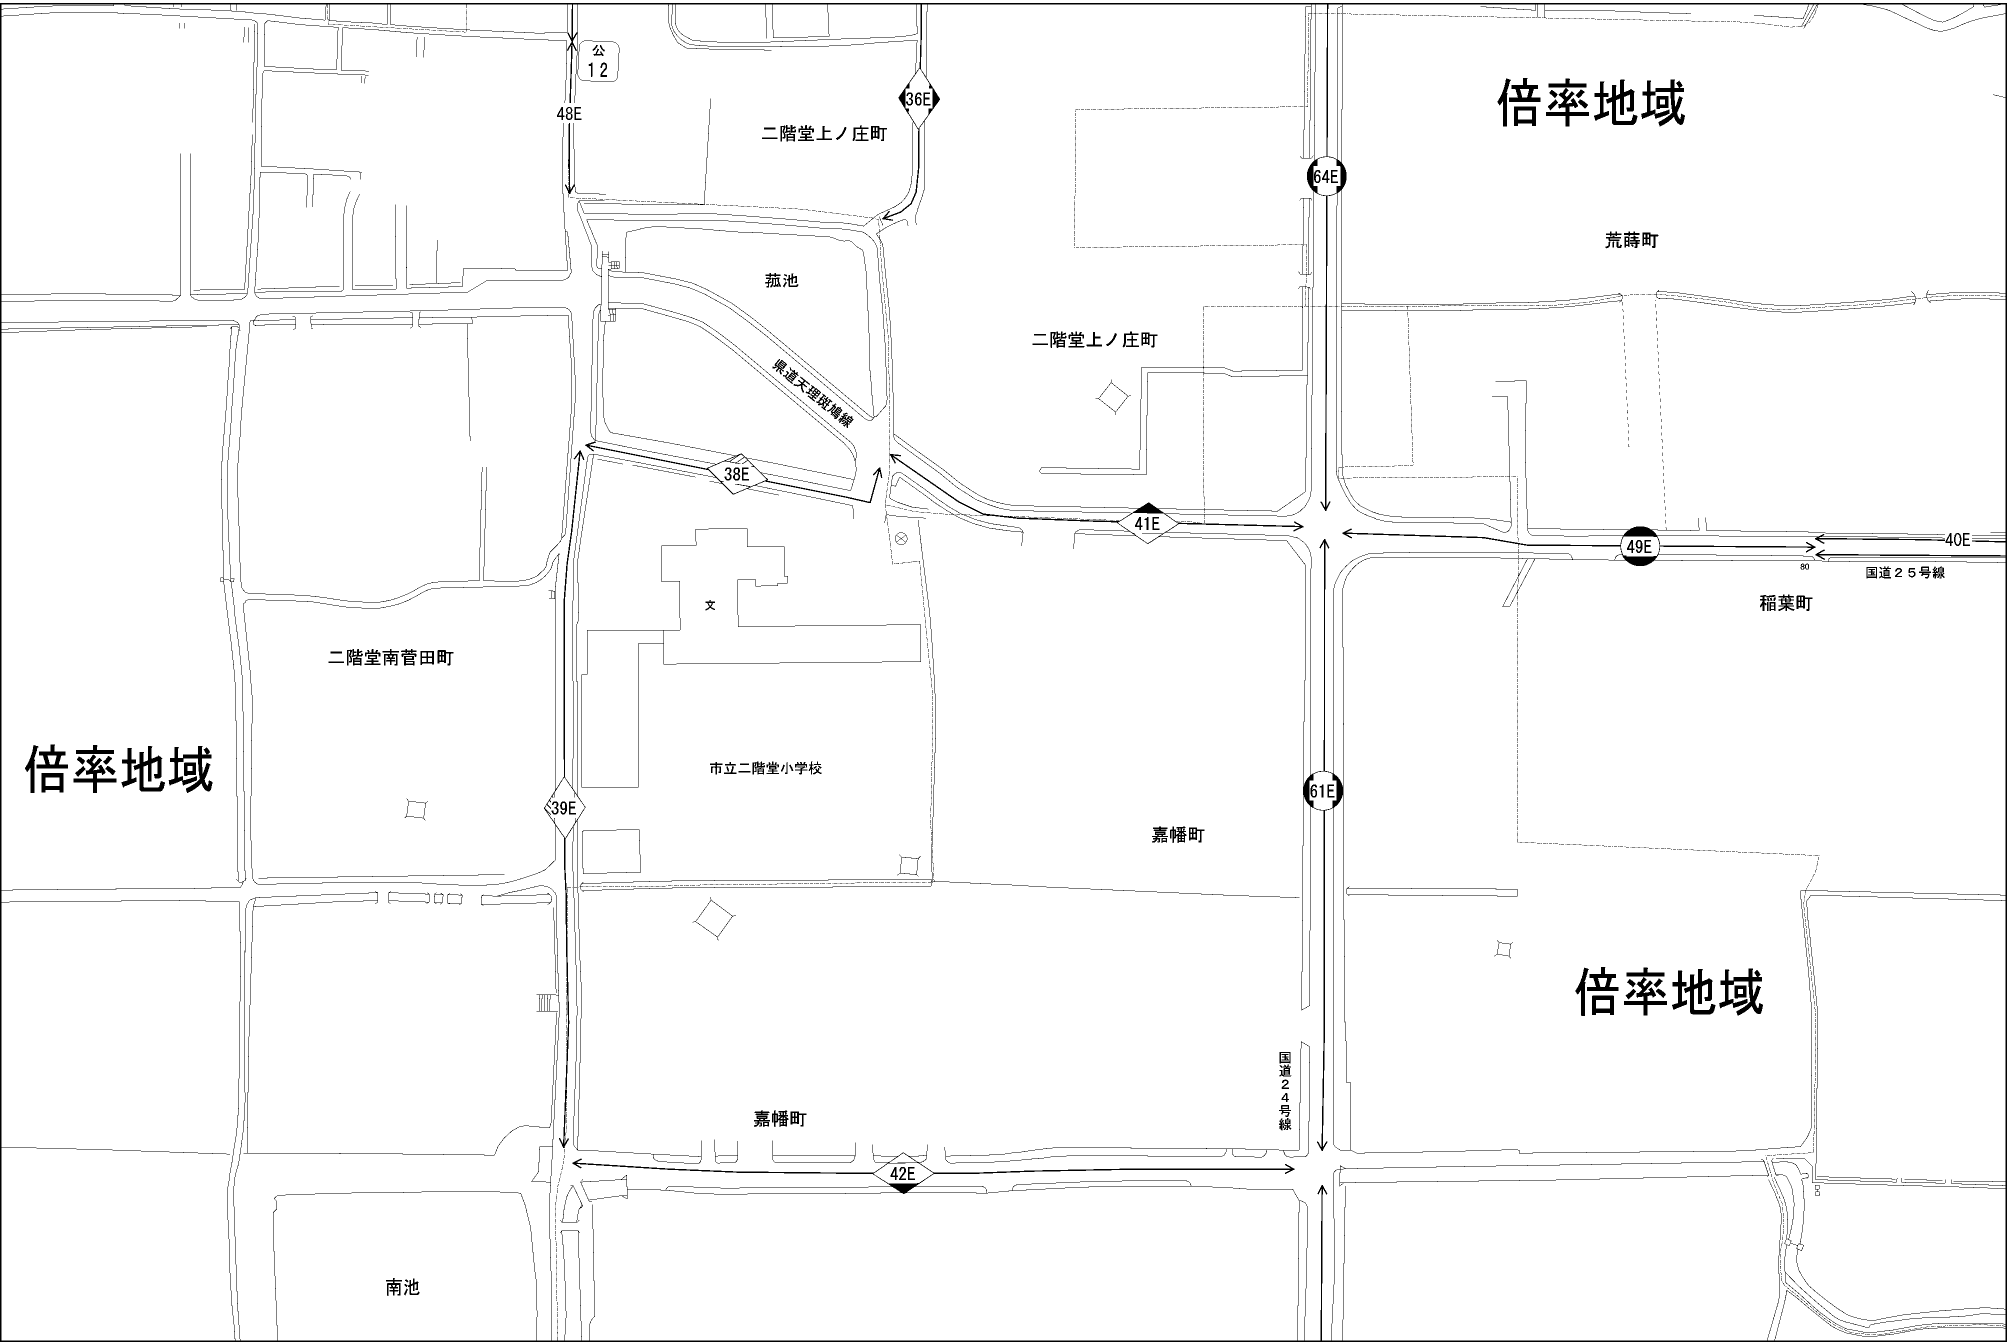 公
12
48E
36E
倍率地域
二階堂上ノ庄町
64E
荒蒔町
菰池
二階堂上ノ庄町
県道天理斑鳩線
38E
41E
49E
40E
80
国道25号線
稲葉町
文
二階堂南菅田町
倍率地域
市立二階堂小学校
39E
61E
嘉幡町
倍率地域
国道24号線
嘉幡町
42E
南池